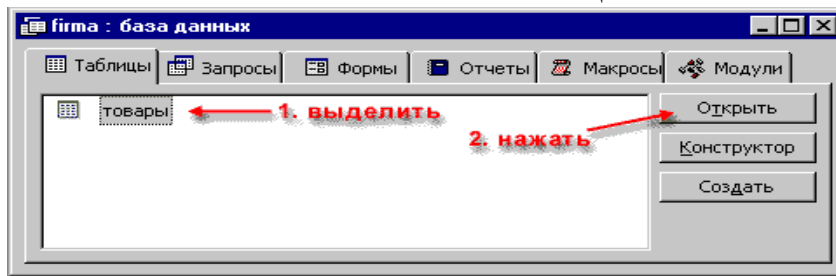 firma : база данных
Таблицы Запросы Формы Отчеты Макросы Модули
товары 1. выделить Открыть
2. нажать
Конструктор
Создать